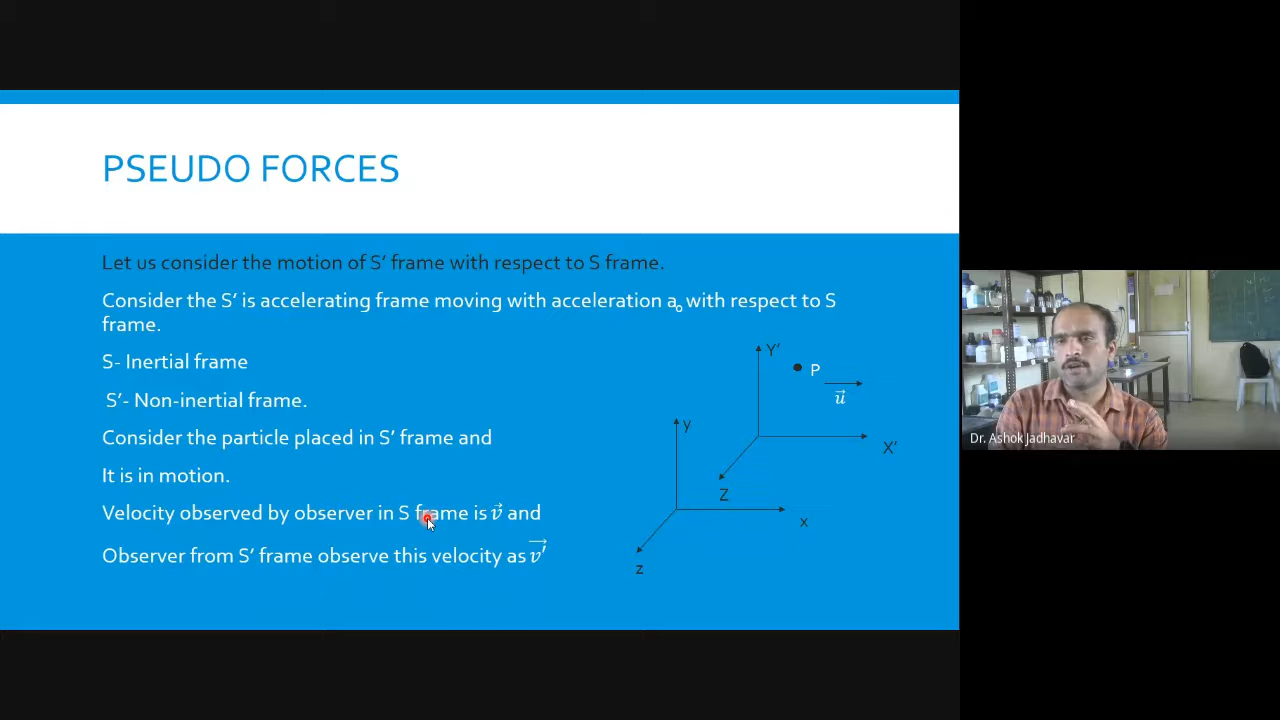 PSEUDO FORCES
Let us consider the motion of S’ frame with respect to S frame.
Consider the S’ is accelerating frame moving with acceleration a₀ with respect to S
frame.
S- Inertial frame
S’- Non-inertial frame.
Consider the particle placed in S’ frame and
It is in motion.
Velocity observed by observer in S frame is v⃗ and
Observer from S’ frame observe this velocity as v′⃗
Y’
P
u⃗
X’
Z
y
x
z
Dr. Ashok Jadhavar